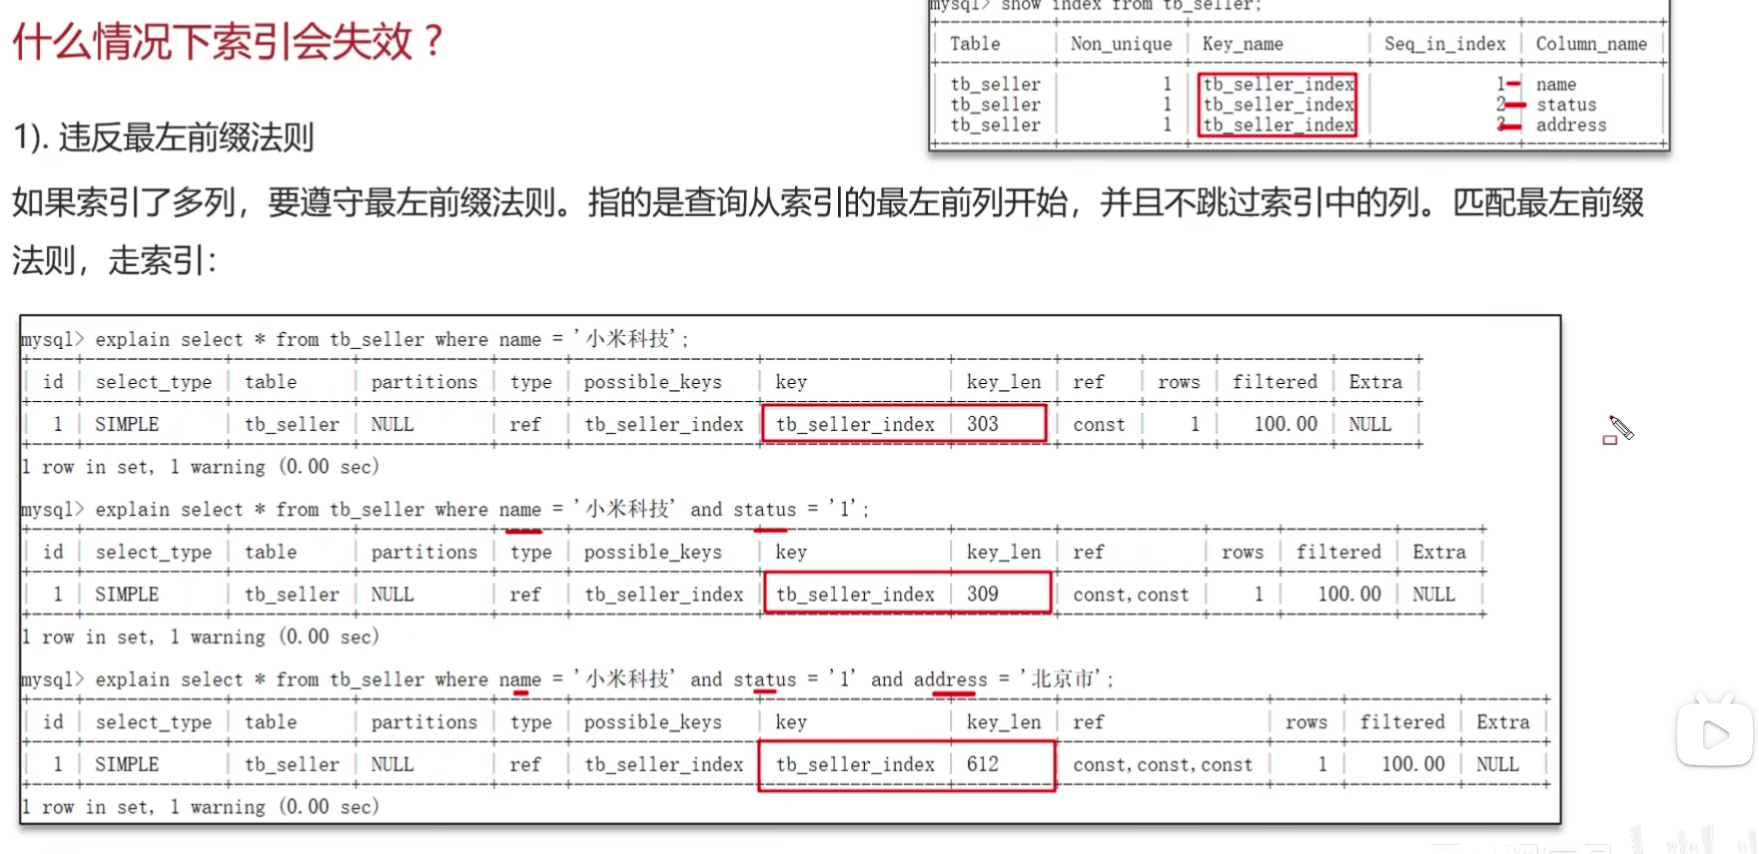 什么情况下索引会失效？
mysql> show index from tb_seller;
Table | Non_unique | Key_name | Seq_in_index | Column_name
tb_seller | 1 | tb_seller_index | 1 | name
tb_seller | 1 | tb_seller_index | 2 | status
tb_seller | 1 | tb_seller_index | 3 | address
1). 违反最左前缀法则
如果索引了多列，要遵守最左前缀法则。指的是查询从索引的最左前列开始，并且不跳过索引中的列。匹配最左前缀
法则，走索引：
mysql> explain select * from tb_seller where name = '小米科技';
| id | select_type | table | partitions | type | possible_keys | key | key_len | ref | rows | filtered | Extra |
| 1 | SIMPLE | tb_seller | NULL | ref | tb_seller_index | tb_seller_index | 303 | const | 1 | 100.00 | NULL |
1 row in set, 1 warning (0.00 sec)
mysql> explain select * from tb_seller where name = '小米科技' and status = '1';
| id | select_type | table | partitions | type | possible_keys | key | key_len | ref | rows | filtered | Extra |
| 1 | SIMPLE | tb_seller | NULL | ref | tb_seller_index | tb_seller_index | 309 | const,const | 1 | 100.00 | NULL |
1 row in set, 1 warning (0.00 sec)
mysql> explain select * from tb_seller where name = '小米科技' and status = '1' and address = '北京市';
| id | select_type | table | partitions | type | possible_keys | key | key_len | ref | rows | filtered | Extra |
| 1 | SIMPLE | tb_seller | NULL | ref | tb_seller_index | tb_seller_index | 612 | const,const,const | 1 | 100.00 | NULL |
1 row in set, 1 warning (0.00 sec)